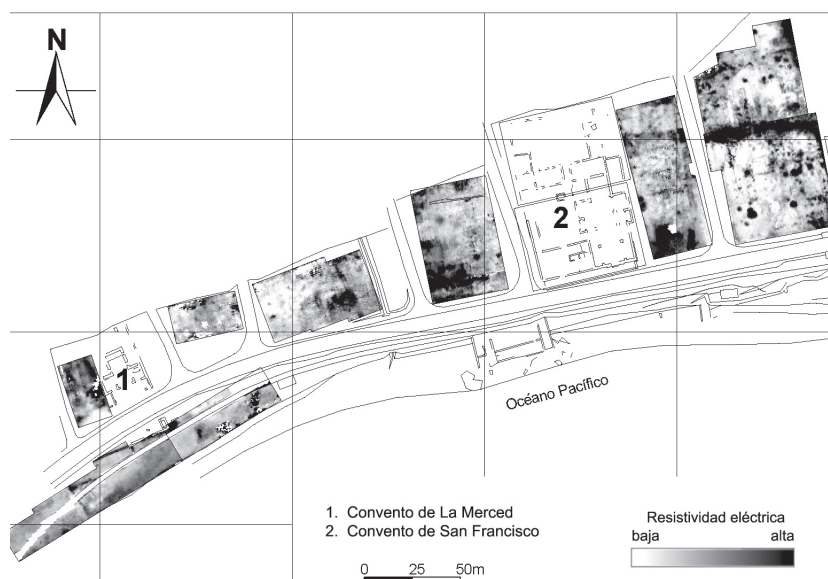 N
2
1
Océano Pacífico
1. Convento de La Merced
2. Convento de San Francisco
Resistividad eléctrica
baja alta
0 25 50m